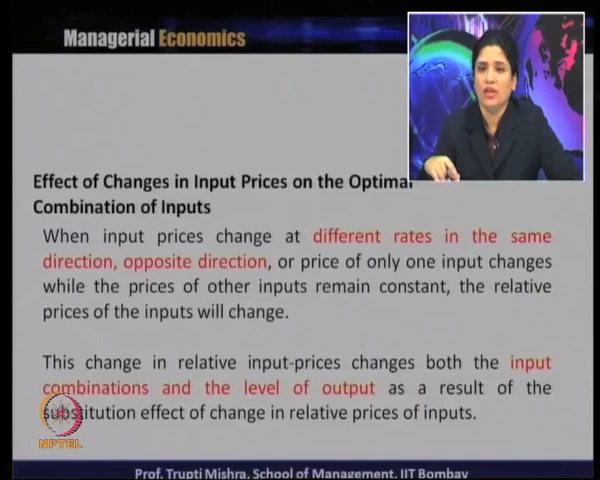 Managerial Economics
Effect of Changes in Input Prices on the Optimal
Combination of Inputs
When input prices change at different rates in the same
direction, opposite direction, or price of only one input changes
while the prices of other inputs remain constant, the relative
prices of the inputs will change.
This change in relative input-prices changes both the input
combinations and the level of output as a result of the
substitution effect of change in relative prices of inputs.
NPTEL
Prof. Trupti Mishra, School of Management, IIT Bombay